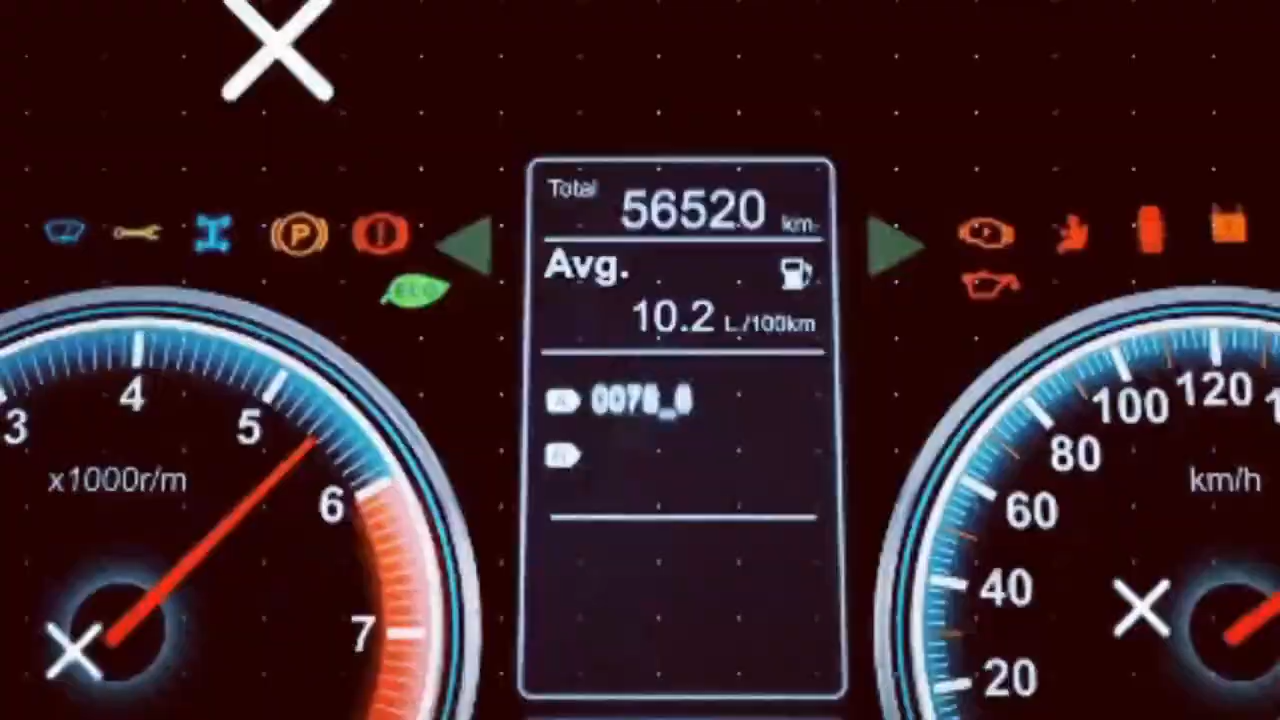 Total 56520 km
P
ECO
Avg.
10.2 L./100km
3 4 5 6 7
x1000r/m
20 40 60 80 100 120
km/h